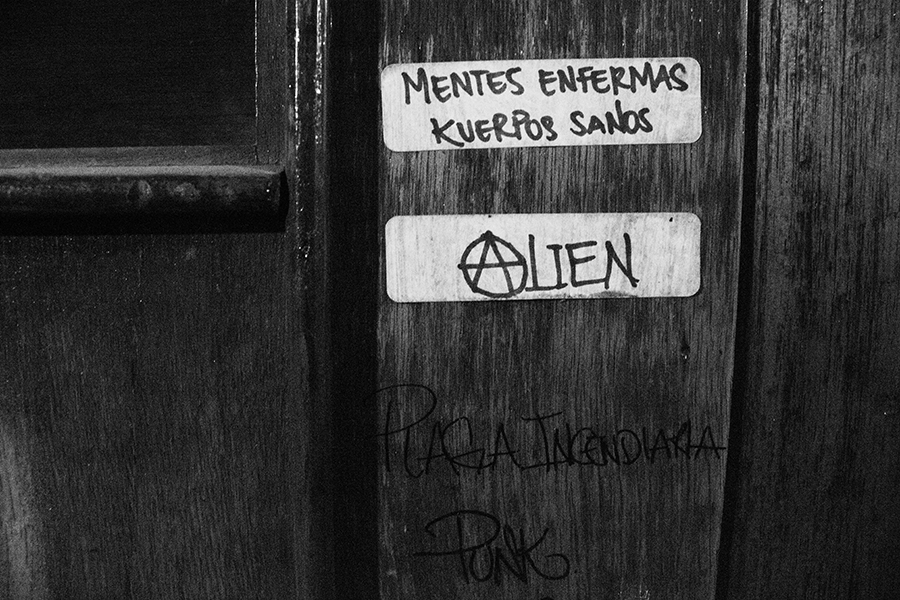 MENTES ENFERMAS
KUERPOS SANOS
ALIEN
PLAGA INCENDIARIA
PUNK